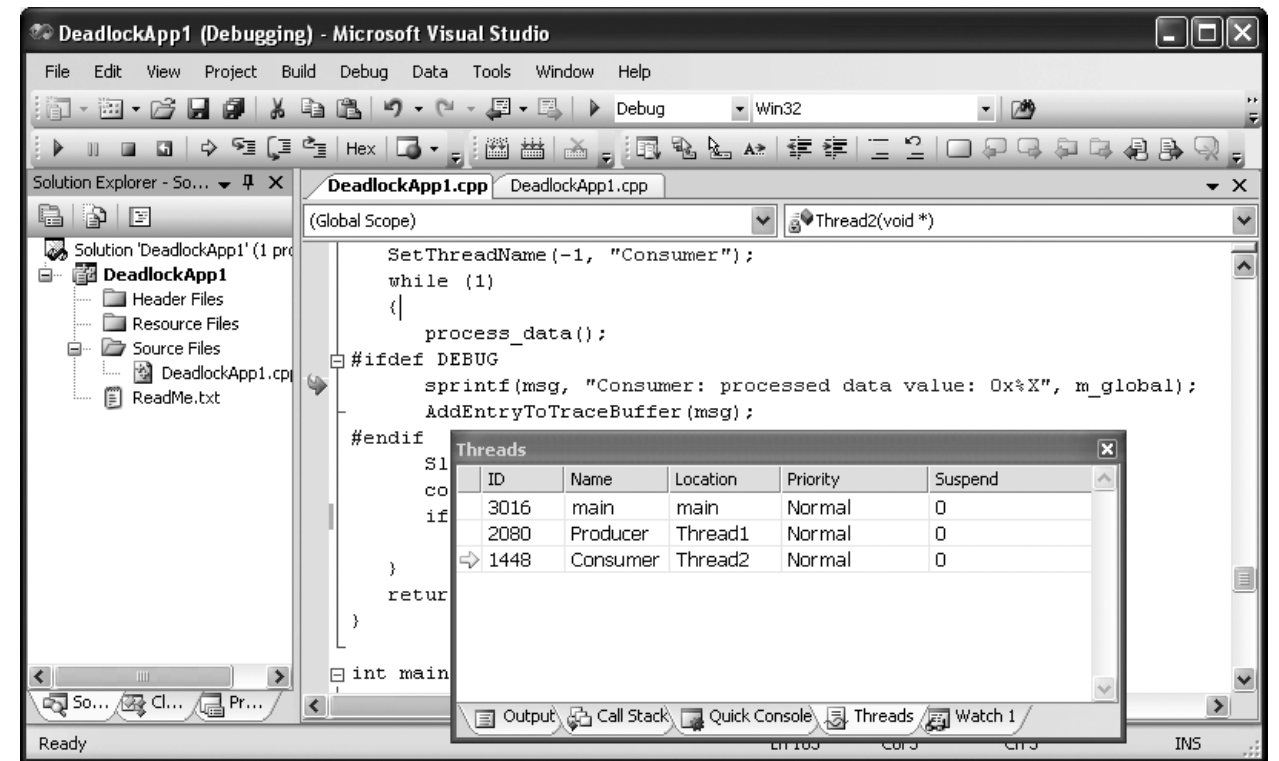 DeadlockApp1 (Debugging) - Microsoft Visual Studio
File Edit View Project Build Debug Data Tools Window Help
Debug Win32
Hex
Solution Explorer - So...
DeadlockApp1.cpp DeadlockApp1.cpp
(Global Scope) Thread2(void *)
Solution 'DeadlockApp1' (1 pro
DeadlockApp1
Header Files
Resource Files
Source Files
DeadlockApp1.cpp
ReadMe.txt
SetThreadName(-1, "Consumer");
while (1)
{
process_data();
#ifdef DEBUG
sprintf(msg, "Consumer: processed data value: 0x%X", m_global);
AddEntryToTraceBuffer(msg);
#endif
Sl
co
if
}
retur
}
int main
Threads
ID Name Location Priority Suspend
3016 main main Normal 0
2080 Producer Thread1 Normal 0
1448 Consumer Thread2 Normal 0
Output Call Stack Quick Console Threads Watch 1
So... Cl... Pr...
Ready INS